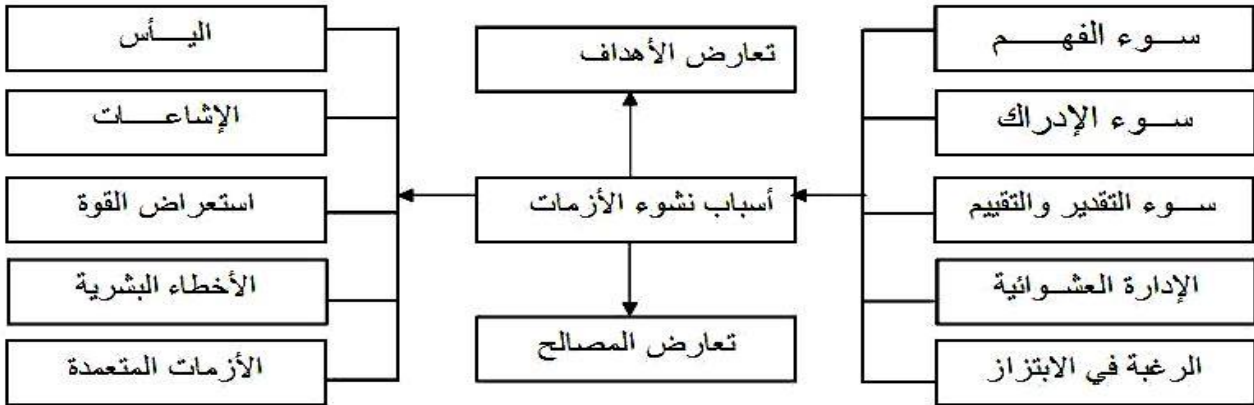 سوء الفهم
سوء الإدراك
سوء التقدير والتقييم
الإدارة العشوائية
الرغبة في الابتزاز
تعارض الأهداف
أسباب نشوء الأزمات
تعارض المصالح
اليأس
الإشاعات
استعراض القوة
الأخطاء البشرية
الأزمات المتعمدة